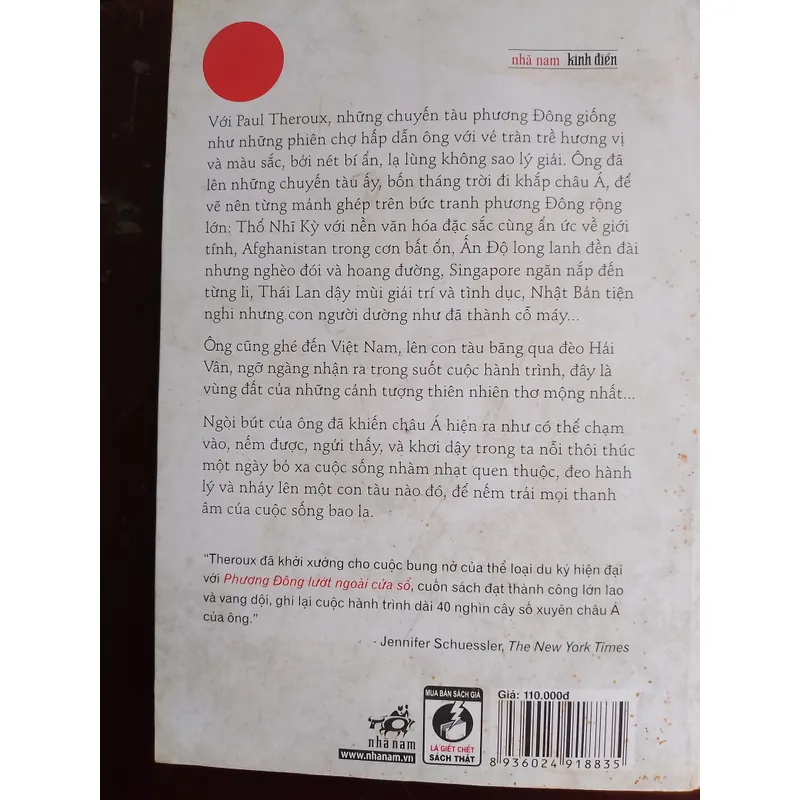 nhã nam kinh điển
Với Paul Theroux, những chuyến tàu phương Đông giống
như những phiên chợ hấp dẫn ông với vẻ tràn trề hương vị
và màu sắc, bởi nét bí ẩn, lạ lùng không sao lý giải. Ông đã
lên những chuyến tàu ấy, bốn tháng trời đi khắp châu Á, để
vẽ nên từng mảnh ghép trên bức tranh phương Đông rộng
lớn: Thổ Nhĩ Kỳ với nền văn hóa đặc sắc cùng ẩn ức về giới
tính, Afghanistan trong cơn bất ổn, Ấn Độ long lanh đền đài
nhưng nghèo đói và hoang đường, Singapore ngăn nắp đến
từng li, Thái Lan dậy mùi giải trí và tình dục, Nhật Bản tiện
nghi nhưng con người dường như đã thành cỗ máy...
Ông cũng ghé đến Việt Nam, lên con tàu băng qua đèo Hải
Vân, ngỡ ngàng nhận ra trong suốt cuộc hành trình, đây là
vùng đất của những cảnh tượng thiên nhiên thơ mộng nhất...
Ngòi bút của ông đã khiến châu Á hiện ra như có thể chạm
vào, nếm được, ngửi thấy, và khơi dậy trong ta nỗi thôi thúc
một ngày bỏ xa cuộc sống nhàm nhạt quen thuộc, đeo hành
lý và nhảy lên một con tàu nào đó, để nếm trải mọi thanh
âm của cuộc sống bao la.
“Theroux đã khởi xướng cho cuộc bung nở của thể loại du ký hiện đại
với Phương Đông lướt ngoài cửa sổ, cuốn sách đạt thành công lớn lao
và vang dội, ghi lại cuộc hành trình dài 40 nghìn cây số xuyên châu Á
của ông.”
- Jennifer Schuessler, The New York Times
nhã nam
www.nhanam.vn
MUA BÁN SÁCH GIẢ
LÀ GIẾT CHẾT
SÁCH THẬT
Giá: 110.000đ
8 936024 918835